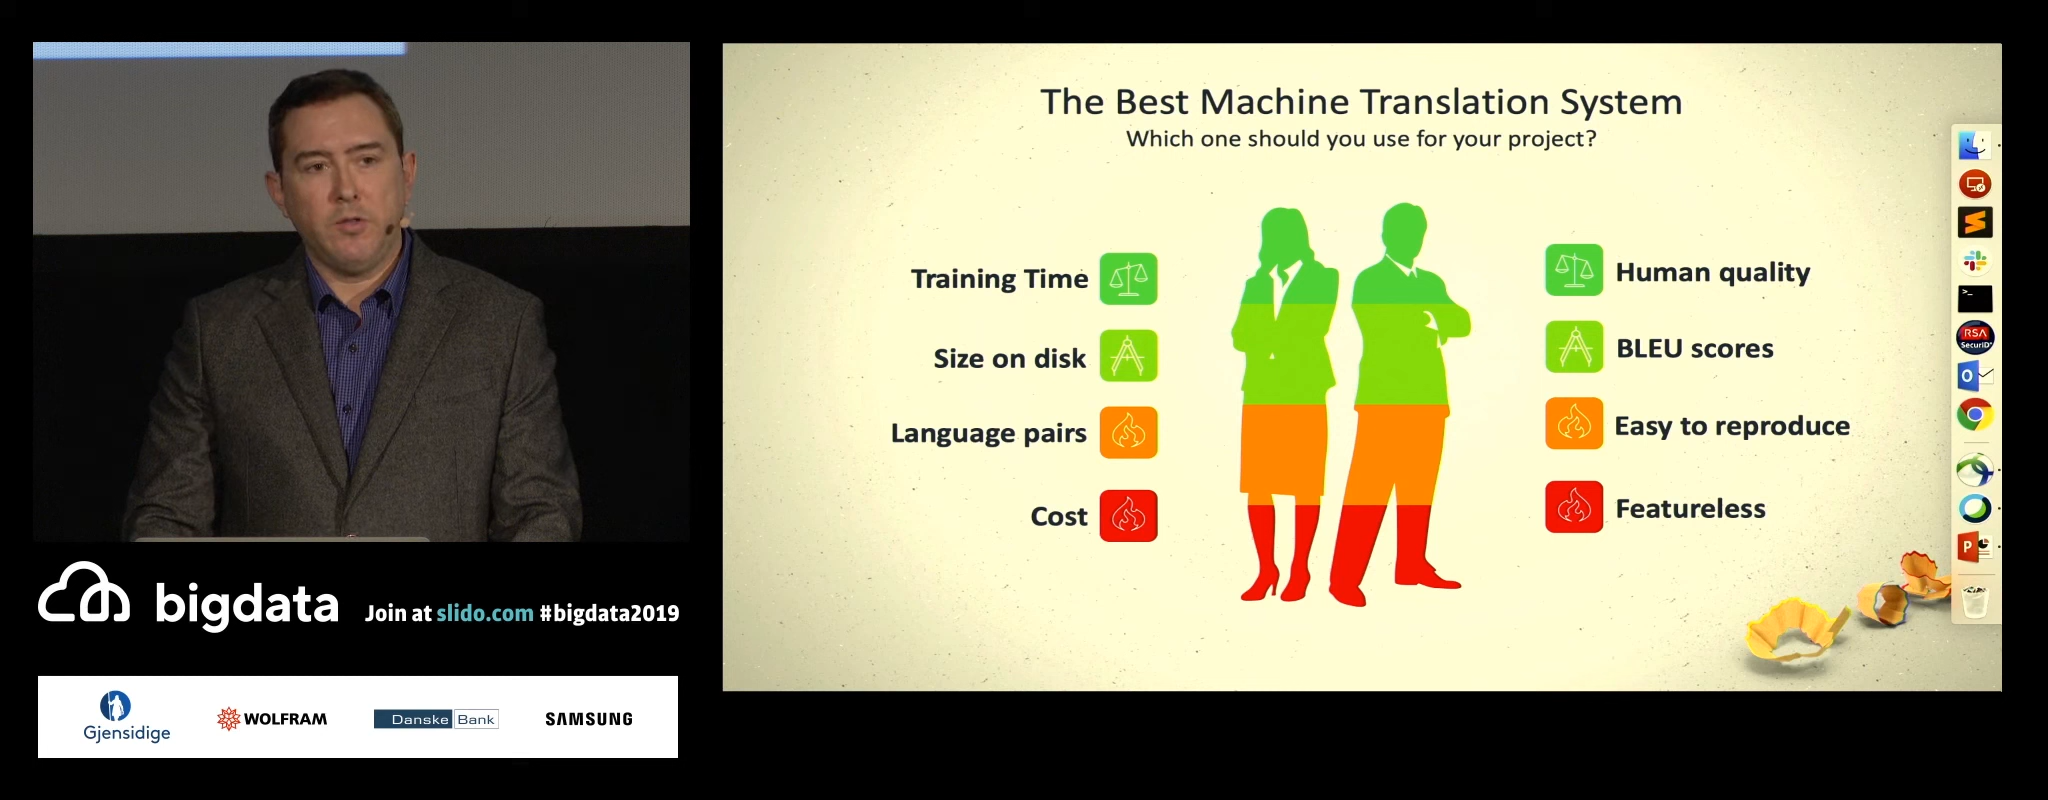 The Best Machine Translation System
Which one should you use for your project?
Training Time
Size on disk
Language pairs
Cost
Human quality
BLEU scores
Easy to reproduce
Featureless
>_
RSA
SecurID
O
P
bigdata
Join at slido.com #bigdata2019
Gjensidige
WOLFRAM
Danske Bank
SAMSUNG